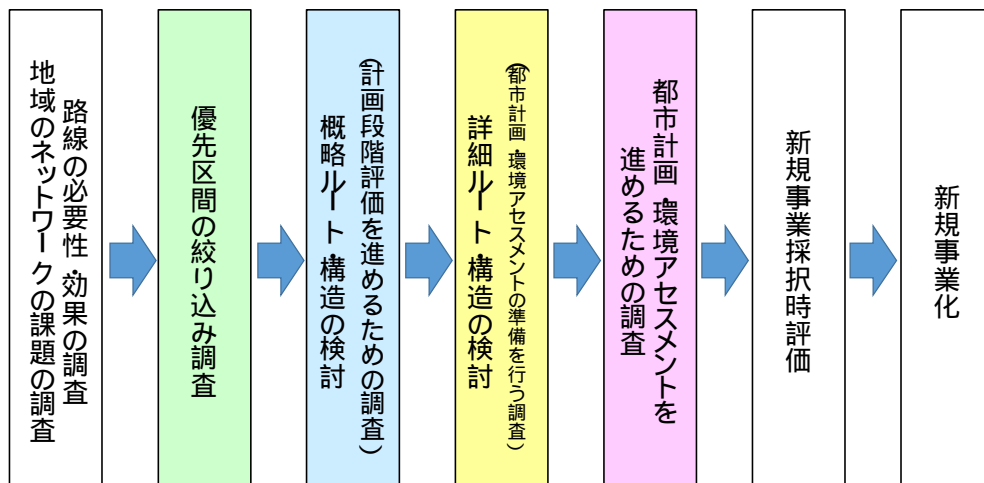 路線の必要性・効果の調査
地域のネットワークの課題の調査
優先区間の絞り込み調査
(計画段階評価を進めるための調査)
概略ルート・構造の検討
(都市計画・環境アセスメントの準備を行う調査)
詳細ルート・構造の検討
都市計画・環境アセスメントを
進めるための調査
新規事業採択時評価
新規事業化